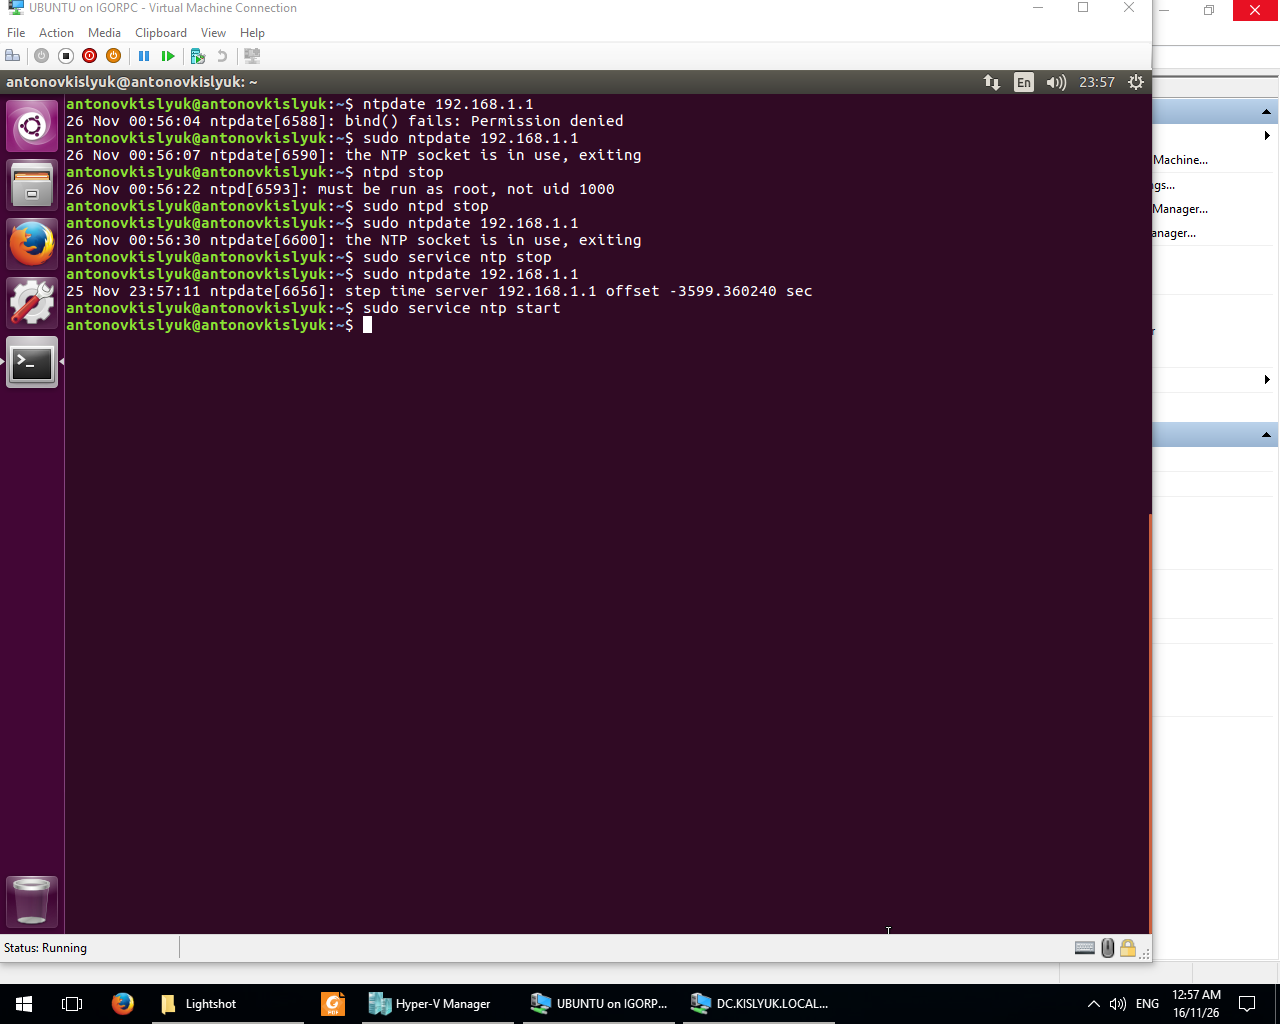 UBUNTU on IGORPC - Virtual Machine Connection
File Action Media Clipboard View Help
antonovkislyuk@antonovkislyuk: ~
En
23:57
antonovkislyuk@antonovkislyuk:~$ ntpdate 192.168.1.1
26 Nov 00:56:04 ntpdate[6588]: bind() fails: Permission denied
antonovkislyuk@antonovkislyuk:~$ sudo ntpdate 192.168.1.1
26 Nov 00:56:07 ntpdate[6590]: the NTP socket is in use, exiting
antonovkislyuk@antonovkislyuk:~$ ntpd stop
26 Nov 00:56:22 ntpd[6593]: must be run as root, not uid 1000
antonovkislyuk@antonovkislyuk:~$ sudo ntpd stop
antonovkislyuk@antonovkislyuk:~$ sudo ntpdate 192.168.1.1
26 Nov 00:56:30 ntpdate[6600]: the NTP socket is in use, exiting
antonovkislyuk@antonovkislyuk:~$ sudo service ntp stop
antonovkislyuk@antonovkislyuk:~$ sudo ntpdate 192.168.1.1
25 Nov 23:57:11 ntpdate[6656]: step time server 192.168.1.1 offset -3599.360240 sec
antonovkislyuk@antonovkislyuk:~$ sudo service ntp start
antonovkislyuk@antonovkislyuk:~$
Machine...
gs...
Manager...
anager...
r
Status: Running
Lightshot
PDF
Hyper-V Manager
UBUNTU on IGORP...
DC.KISLYUK.LOCAL...
ENG
12:57 AM
16/11/26